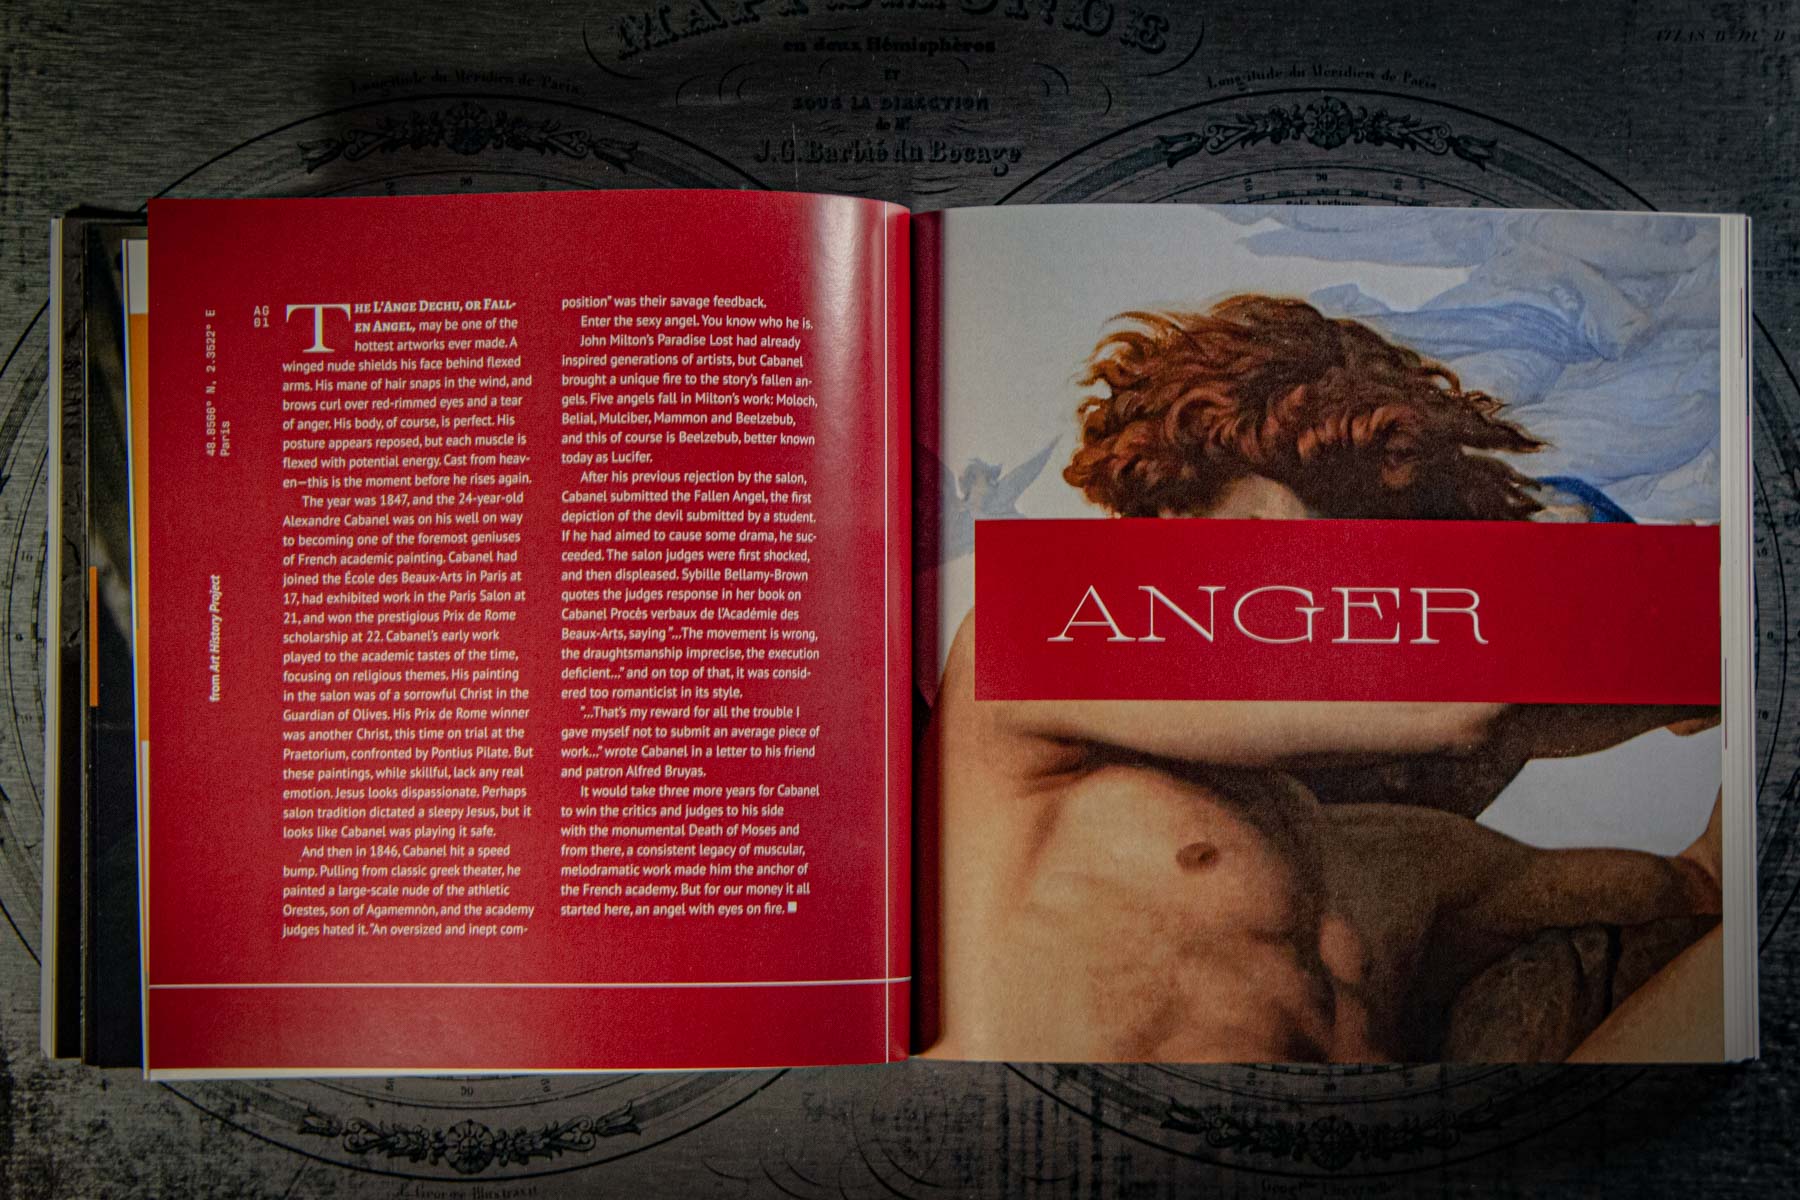 MAPPEMONDE
en deux Hémisphères
ET
SOUS LA DIRECTION
de Mr.
J.G. Barbié du Bocage
Longitude du Méridien de Paris
Longitude du Méridien de Paris
48.8566° N, 2.3522° E
Paris
from Art History Project
AG
01
THE L'ANGE DECHU, OR FALL-
EN ANGEL, may be one of the
hottest artworks ever made. A
winged nude shields his face behind flexed
arms. His mane of hair snaps in the wind, and
brows curl over red-rimmed eyes and a tear
of anger. His body, of course, is perfect. His
posture appears reposed, but each muscle is
flexed with potential energy. Cast from heav-
en—this is the moment before he rises again.
The year was 1847, and the 24-year-old
Alexandre Cabanel was on his well on way
to becoming one of the foremost geniuses
of French academic painting. Cabanel had
joined the École des Beaux-Arts in Paris at
17, had exhibited work in the Paris Salon at
21, and won the prestigious Prix de Rome
scholarship at 22. Cabanel's early work
played to the academic tastes of the time,
focusing on religious themes. His painting
in the salon was of a sorrowful Christ in the
Guardian of Olives. His Prix de Rome winner
was another Christ, this time on trial at the
Praetorium, confronted by Pontius Pilate. But
these paintings, while skillful, lack any real
emotion. Jesus looks dispassionate. Perhaps
salon tradition dictated a sleepy Jesus, but it
looks like Cabanel was playing it safe.
And then in 1846, Cabanel hit a speed
bump. Pulling from classic greek theater, he
painted a large-scale nude of the athletic
Orestes, son of Agamemnòn, and the academy
judges hated it. "An oversized and inept com-
position" was their savage feedback.
Enter the sexy angel. You know who he is.
John Milton's Paradise Lost had already
inspired generations of artists, but Cabanel
brought a unique fire to the story's fallen an-
gels. Five angels fall in Milton's work: Moloch,
Belial, Mulciber, Mammon and Beelzebub,
and this of course is Beelzebub, better known
today as Lucifer.
After his previous rejection by the salon,
Cabanel submitted the Fallen Angel, the first
depiction of the devil submitted by a student.
If he had aimed to cause some drama, he suc-
ceeded. The salon judges were first shocked,
and then displeased. Sybille Bellamy-Brown
quotes the judges response in her book on
Cabanel Procès verbaux de l'Académie des
Beaux-Arts, saying "...The movement is wrong,
the draughtsmanship imprecise, the execution
deficient..." and on top of that, it was consid-
ered too romanticist in its style.
"...That's my reward for all the trouble I
gave myself not to submit an average piece of
work..." wrote Cabanel in a letter to his friend
and patron Alfred Bruyas.
It would take three more years for Cabanel
to win the critics and judges to his side
with the monumental Death of Moses and
from there, a consistent legacy of muscular,
melodramatic work made him the anchor of
the French academy. But for our money it all
started here, an angel with eyes on fire.
ANGER